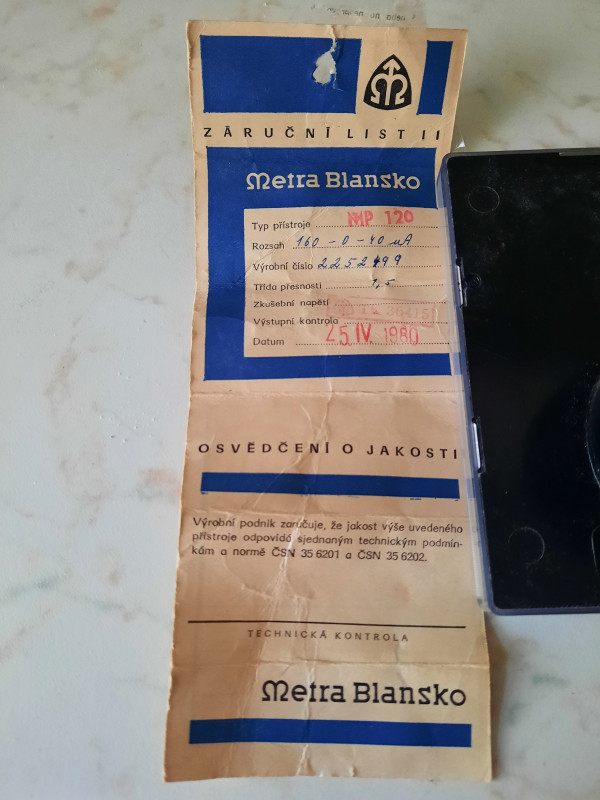 ZÁRUČNÍ LIST II
Metra Blansko
Typ přístroje MP 120
Rozsah 160 - 0 - 40 uA
Výrobní číslo 2252499
Třída přesnosti 1,5
Zkušební napětí
Výstupní kontrola
Datum 25. IV. 1980
OSVĚDČENÍ O JAKOSTI
Výrobní podnik zaručuje, že jakost výše uvedeného
přístroje odpovídá sjednaným technickým podmín-
kám a normě ČSN 35 6201 a ČSN 35 6202.
TECHNICKÁ KONTROLA
Metra Blansko